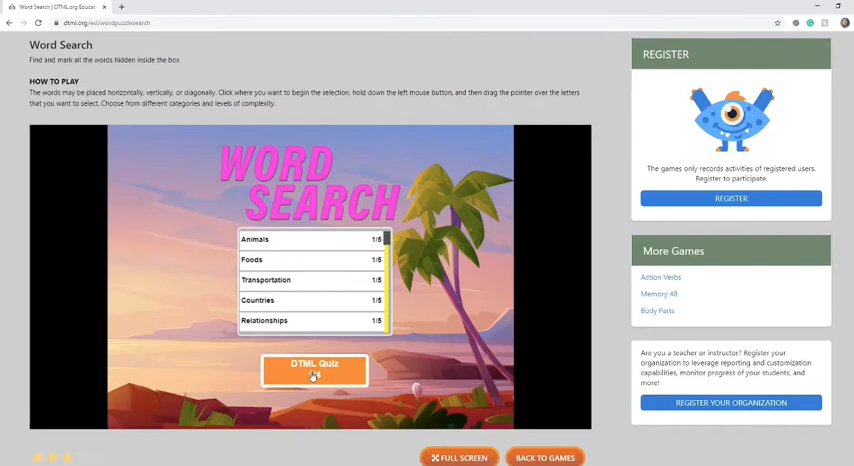 Word Search | DTML.org Educat
dtml.org/esl/wordpuzzlesearch
Word Search
Find and mark all the words hidden inside the box
HOW TO PLAY
The words may be placed horizontally, vertically, or diagonally. Click where you want to begin the selection, hold down the left mouse button, and then drag the pointer over the letters
that you want to select. Choose from different categories and levels of complexity.
WORD
SEARCH
Animals 1/5
Foods 1/5
Transportation 1/5
Countries 1/5
Relationships 1/5
DTML Quiz
FULL SCREEN
BACK TO GAMES
REGISTER
The games only records activities of registered users.
Register to participate.
REGISTER
More Games
Action Verbs
Memory 48
Body Parts
Are you a teacher or instructor? Register your
organization to leverage reporting and customization
capabilities, monitor progress of your students, and
more!
REGISTER YOUR ORGANIZATION